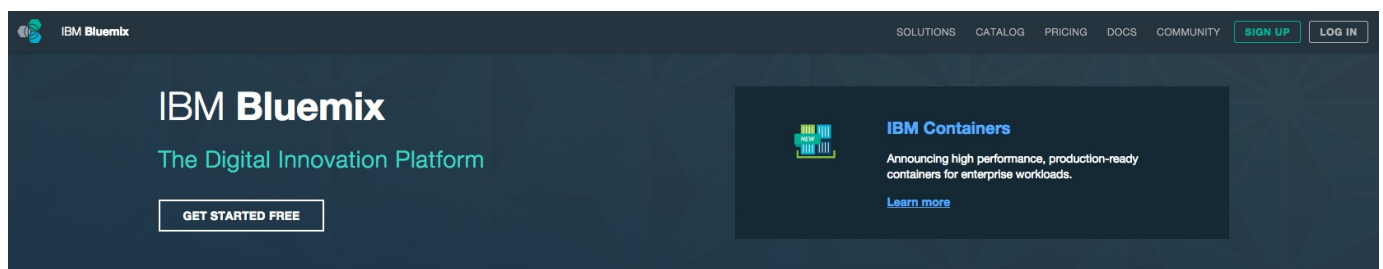 IBM Bluemix
SOLUTIONS CATALOG PRICING DOCS COMMUNITY SIGN UP LOG IN
IBM Bluemix
The Digital Innovation Platform
GET STARTED FREE
NEW
IBM Containers
Announcing high performance, production-ready
containers for enterprise workloads.
Learn more